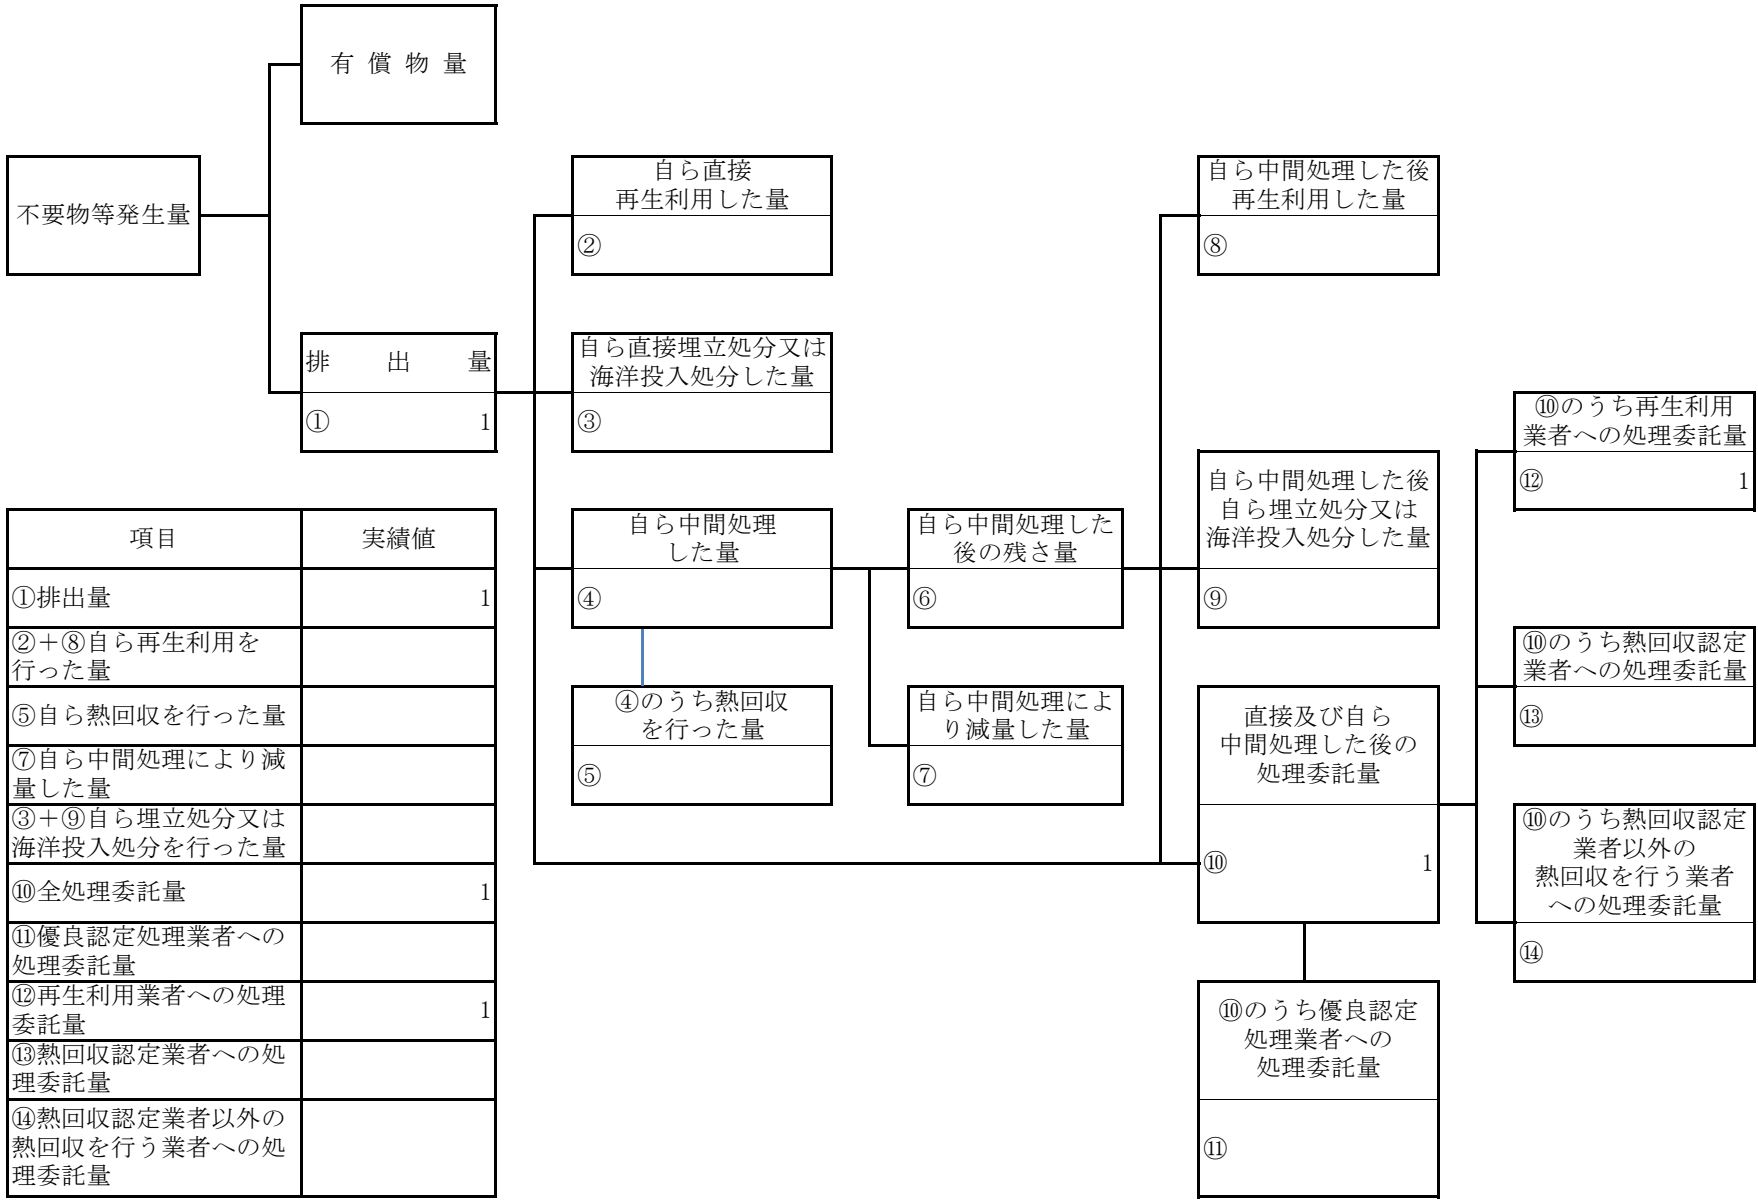 有 償 物 量
不要物等発生量
排 出 量
① 1
自ら直接
再生利用した量
②
自ら直接埋立処分又は
海洋投入処分した量
③
自ら中間処理
した量
④
④のうち熱回収
を行った量
⑤
自ら中間処理した
後の残さ量
⑥
自ら中間処理によ
り減量した量
⑦
自ら中間処理した後
再生利用した量
⑧
自ら中間処理した後
自ら埋立処分又は
海洋投入処分した量
⑨
直接及び自ら
中間処理した後の
処理委託量
⑩ 1
⑩のうち優良認定
処理業者への
処理委託量
⑪
⑩のうち再生利用
業者への処理委託量
⑫ 1
⑩のうち熱回収認定
業者への処理委託量
⑬
⑩のうち熱回収認定
業者以外の
熱回収を行う業者
への処理委託量
⑭
項目 実績値
①排出量 1
②＋⑧自ら再生利用を
行った量
⑤自ら熱回収を行った量
⑦自ら中間処理により減
量した量
③＋⑨自ら埋立処分又は
海洋投入処分を行った量
⑩全処理委託量 1
⑪優良認定処理業者への
処理委託量
⑫再生利用業者への処理
委託量 1
⑬熱回収認定業者への処
理委託量
⑭熱回収認定業者以外の
熱回収を行う業者への処
理委託量